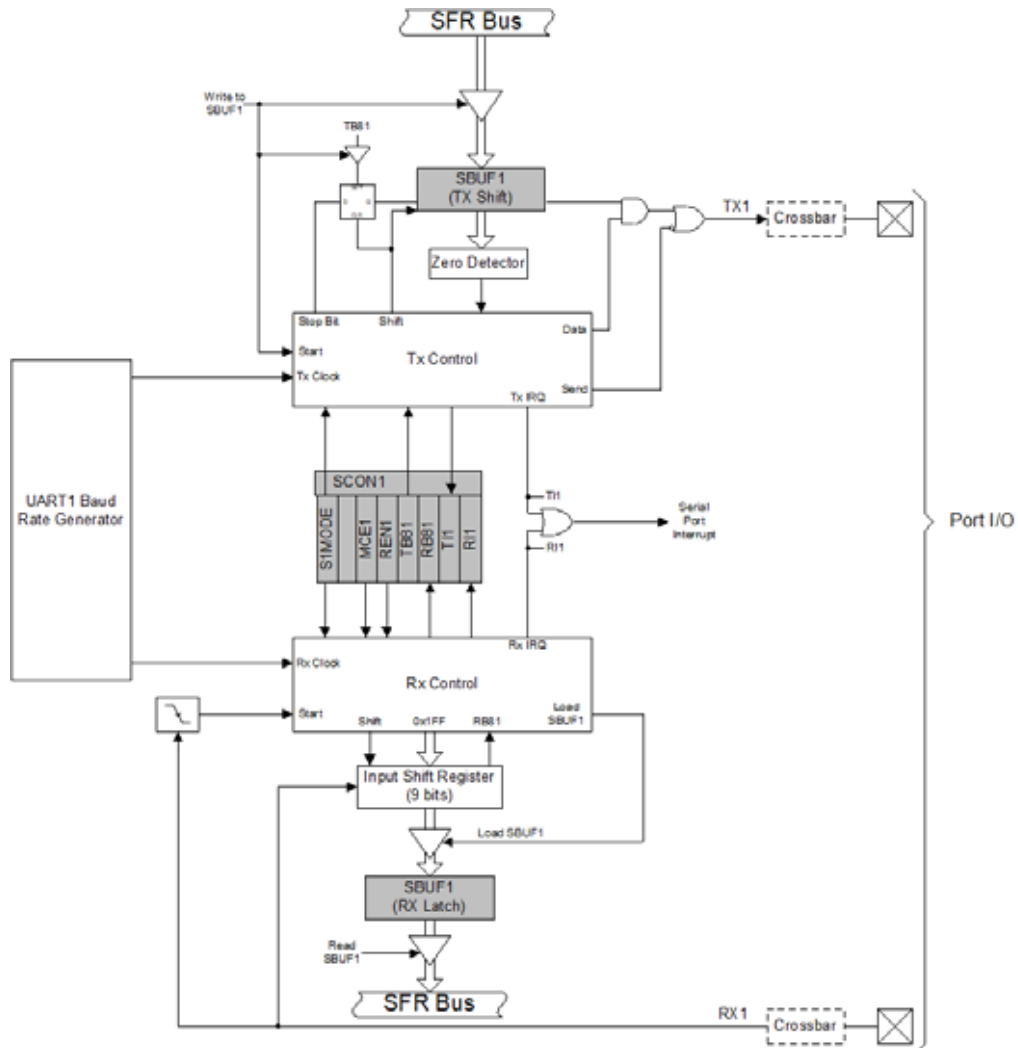 SFR Bus
Write to
SBUF1
TB81
SBUF1
(TX Shift)
TX1
Crossbar
Zero Detector
Stop Bit
Shift
Data
Start
Tx Control
Tx Clock
Send
Tx IRQ
UART1 Baud
Rate Generator
SCON1
S1MODE
MCE1
REN1
TB81
RB81
TI1
RI1
TI1
Serial
Port
Interrupt
RI1
Port I/O
Rx IRQ
Rx Clock
Rx Control
Start
Load
SBUF1
Shift
0x1FF
RB81
Input Shift Register
(9 bits)
Load SBUF1
SBUF1
(RX Latch)
Read
SBUF1
SFR Bus
RX1
Crossbar